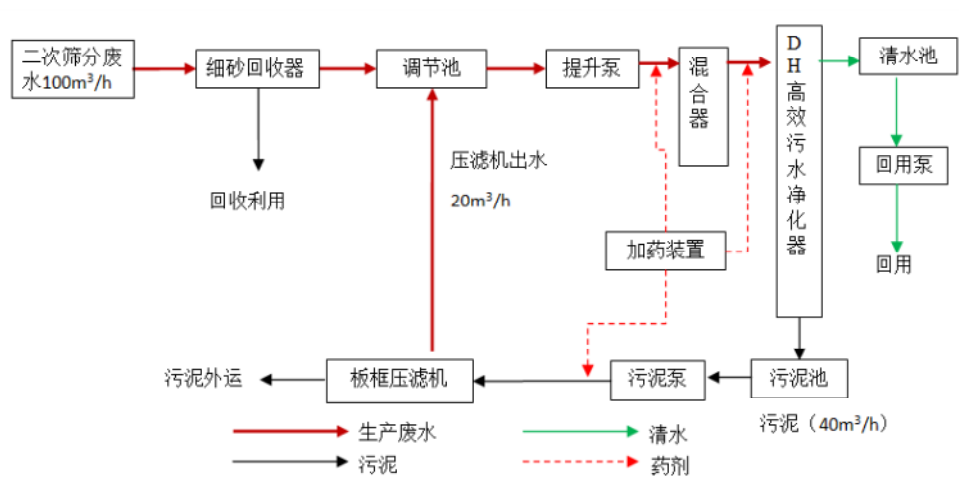 二次筛分废
水100m³/h
细砂回收器
调节池
提升泵
混
合
器
D
H
高
效
污
水
净
化
器
清水池
回用泵
回用
回收利用
压滤机出水
20m³/h
加药装置
污泥外运
板框压滤机
污泥泵
污泥池
污泥（40m³/h）
生产废水
清水
污泥
药剂